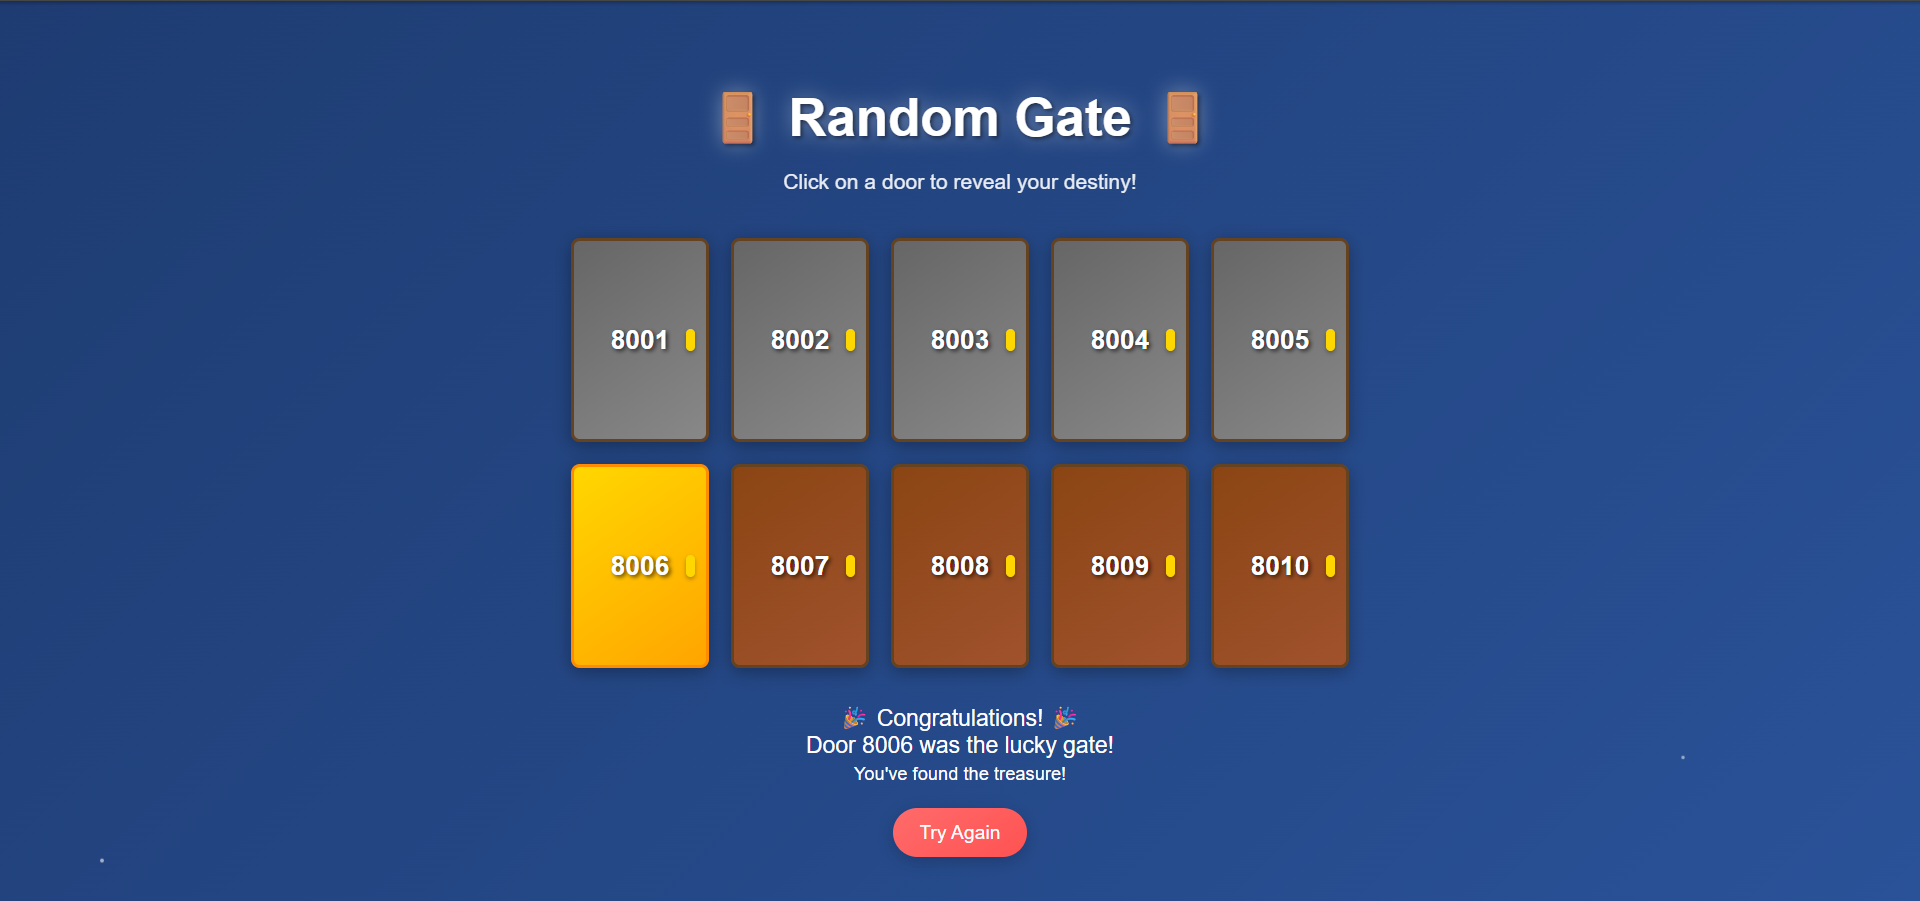 Random Gate
Click on a door to reveal your destiny!
8001 8002 8003 8004 8005
8006 8007 8008 8009 8010
Congratulations!
Door 8006 was the lucky gate!
You've found the treasure!
Try Again